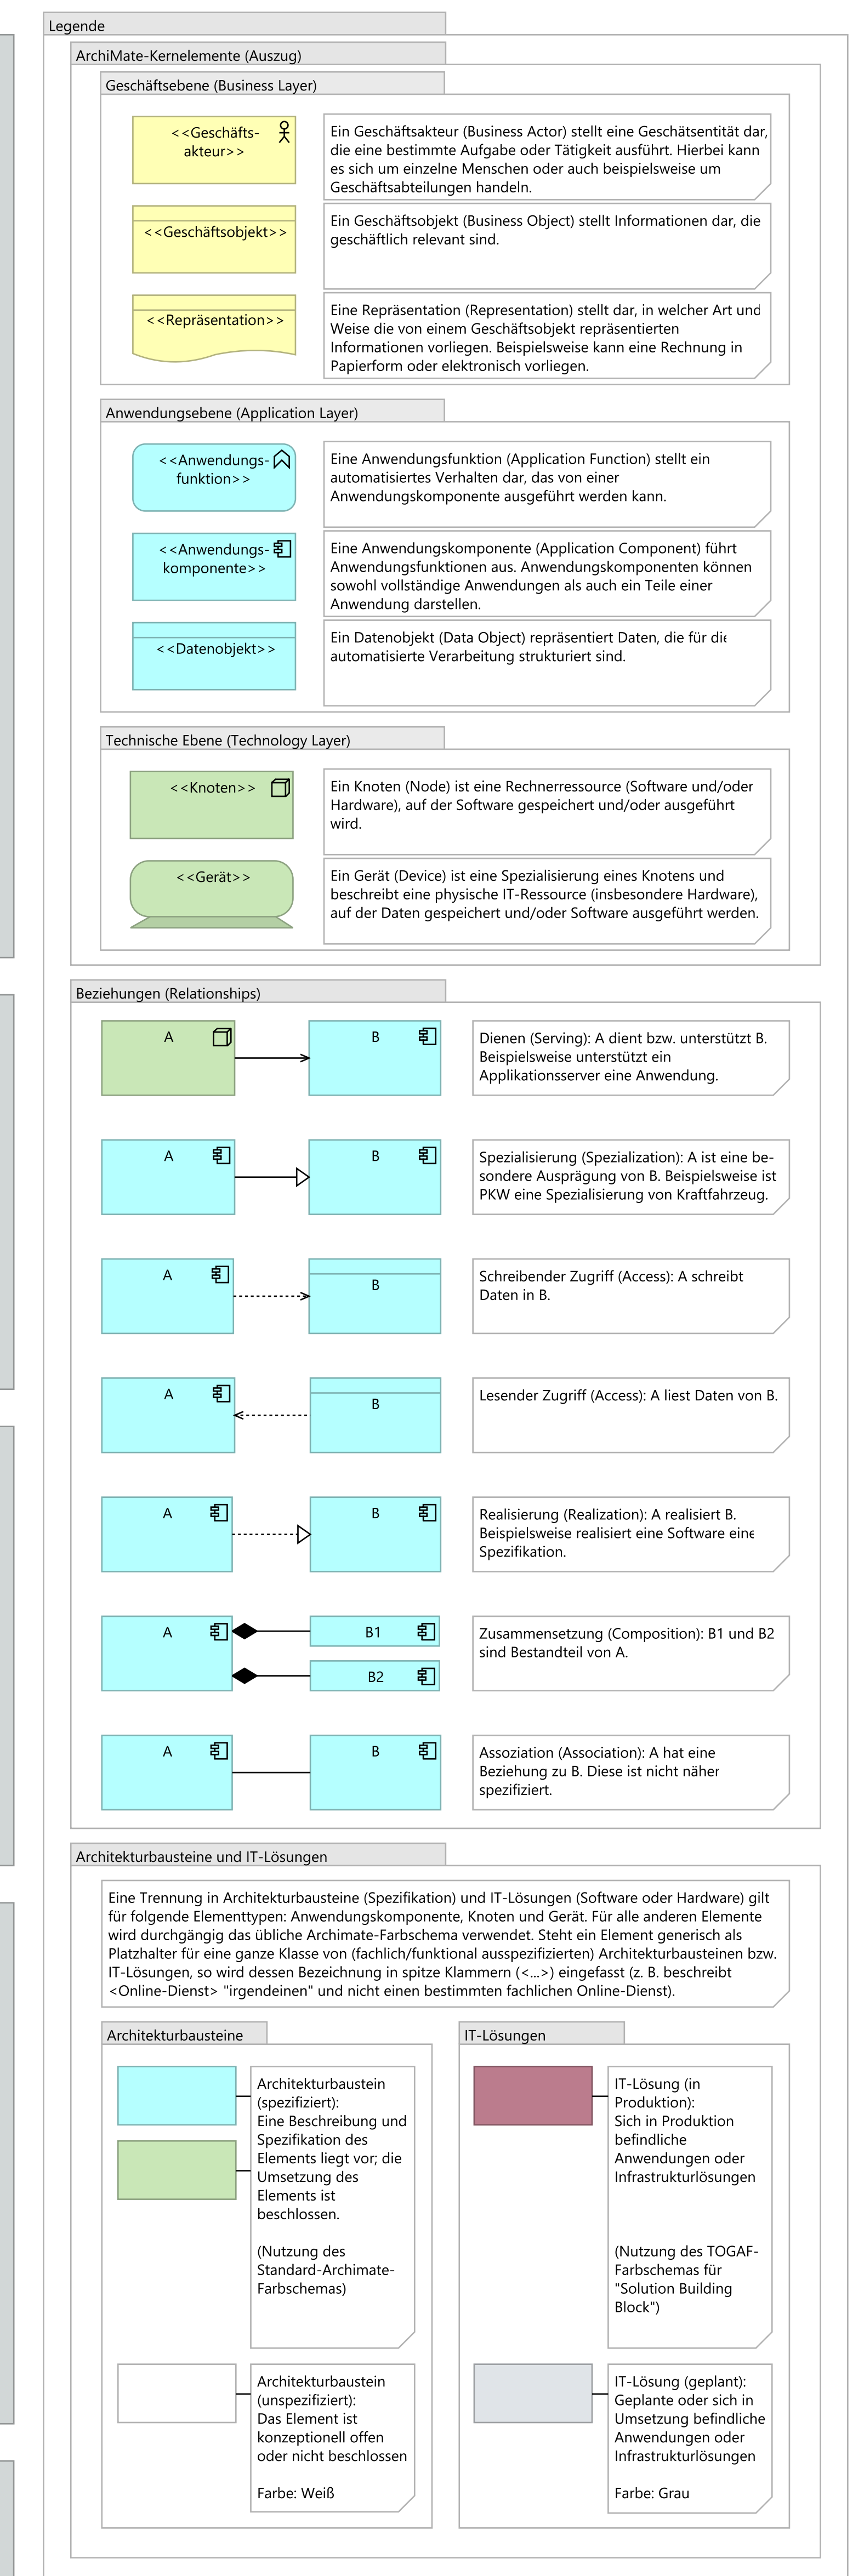 Legende
ArchiMate-Kernelemente (Auszug)
Geschäftsebene (Business Layer)
<<Geschäfts-
akteur>>
Ein Geschäftsakteur (Business Actor) stellt eine Geschätsentität dar,
die eine bestimmte Aufgabe oder Tätigkeit ausführt. Hierbei kann
es sich um einzelne Menschen oder auch beispielsweise um
Geschäftsabteilungen handeln.
<<Geschäftsobjekt>>
Ein Geschäftsobjekt (Business Object) stellt Informationen dar, die
geschäftlich relevant sind.
<<Repräsentation>>
Eine Repräsentation (Representation) stellt dar, in welcher Art und
Weise die von einem Geschäftsobjekt repräsentierten
Informationen vorliegen. Beispielsweise kann eine Rechnung in
Papierform oder elektronisch vorliegen.
Anwendungsebene (Application Layer)
<<Anwendungs-
funktion>>
Eine Anwendungsfunktion (Application Function) stellt ein
automatisiertes Verhalten dar, das von einer
Anwendungskomponente ausgeführt werden kann.
<<Anwendungs-
komponente>>
Eine Anwendungskomponente (Application Component) führt
Anwendungsfunktionen aus. Anwendungskomponenten können
sowohl vollständige Anwendungen als auch ein Teile einer
Anwendung darstellen.
<<Datenobjekt>>
Ein Datenobjekt (Data Object) repräsentiert Daten, die für die
automatisierte Verarbeitung strukturiert sind.
Technische Ebene (Technology Layer)
<<Knoten>>
Ein Knoten (Node) ist eine Rechnerressource (Software und/oder
Hardware), auf der Software gespeichert und/oder ausgeführt
wird.
<<Gerät>>
Ein Gerät (Device) ist eine Spezialisierung eines Knotens und
beschreibt eine physische IT-Ressource (insbesondere Hardware),
auf der Daten gespeichert und/oder Software ausgeführt werden.
Beziehungen (Relationships)
A
B
Dienen (Serving): A dient bzw. unterstützt B.
Beispielsweise unterstützt ein
Applikationsserver eine Anwendung.
A
B
Spezialisierung (Spezialization): A ist eine be-
sondere Ausprägung von B. Beispielsweise ist
PKW eine Spezialisierung von Kraftfahrzeug.
A
B
Schreibender Zugriff (Access): A schreibt
Daten in B.
A
B
Lesender Zugriff (Access): A liest Daten von B.
A
B
Realisierung (Realization): A realisiert B.
Beispielsweise realisiert eine Software eine
Spezifikation.
A
B1
B2
Zusammensetzung (Composition): B1 und B2
sind Bestandteil von A.
A
B
Assoziation (Association): A hat eine
Beziehung zu B. Diese ist nicht näher
spezifiziert.
Architekturbausteine und IT-Lösungen
Eine Trennung in Architekturbausteine (Spezifikation) und IT-Lösungen (Software oder Hardware) gilt
für folgende Elementtypen: Anwendungskomponente, Knoten und Gerät. Für alle anderen Elemente
wird durchgängig das übliche Archimate-Farbschema verwendet. Steht ein Element generisch als
Platzhalter für eine ganze Klasse von (fachlich/funktional ausspezifizierten) Architekturbausteinen bzw.
IT-Lösungen, so wird dessen Bezeichnung in spitze Klammern (<...>) eingefasst (z. B. beschreibt
<Online-Dienst> "irgendeinen" und nicht einen bestimmten fachlichen Online-Dienst).
Architekturbausteine
Architekturbaustein
(spezifiziert):
Eine Beschreibung und
Spezifikation des
Elements liegt vor; die
Umsetzung des
Elements ist
beschlossen.
(Nutzung des
Standard-Archimate-
Farbschemas)
Architekturbaustein
(unspezifiziert):
Das Element ist
konzeptionell offen
oder nicht beschlossen
Farbe: Weiß
IT-Lösungen
IT-Lösung (in
Produktion):
Sich in Produktion
befindliche
Anwendungen oder
Infrastrukturlösungen
(Nutzung des TOGAF-
Farbschemas für
"Solution Building
Block")
IT-Lösung (geplant):
Geplante oder sich in
Umsetzung befindliche
Anwendungen oder
Infrastrukturlösungen
Farbe: Grau